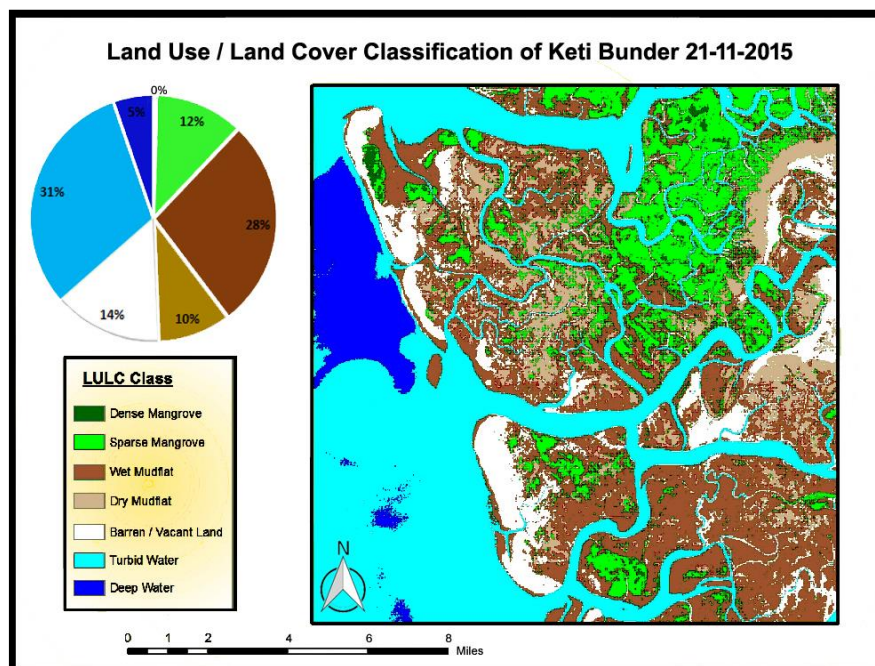 Land Use / Land Cover Classification of Keti Bunder 21-11-2015
0%
5%
12%
31%
28%
14%
10%
LULC Class
Dense Mangrove
Sparse Mangrove
Wet Mudflat
Dry Mudflat
Barren / Vacant Land
Turbid Water
Deep Water
N
0 2 4 6 8
Miles